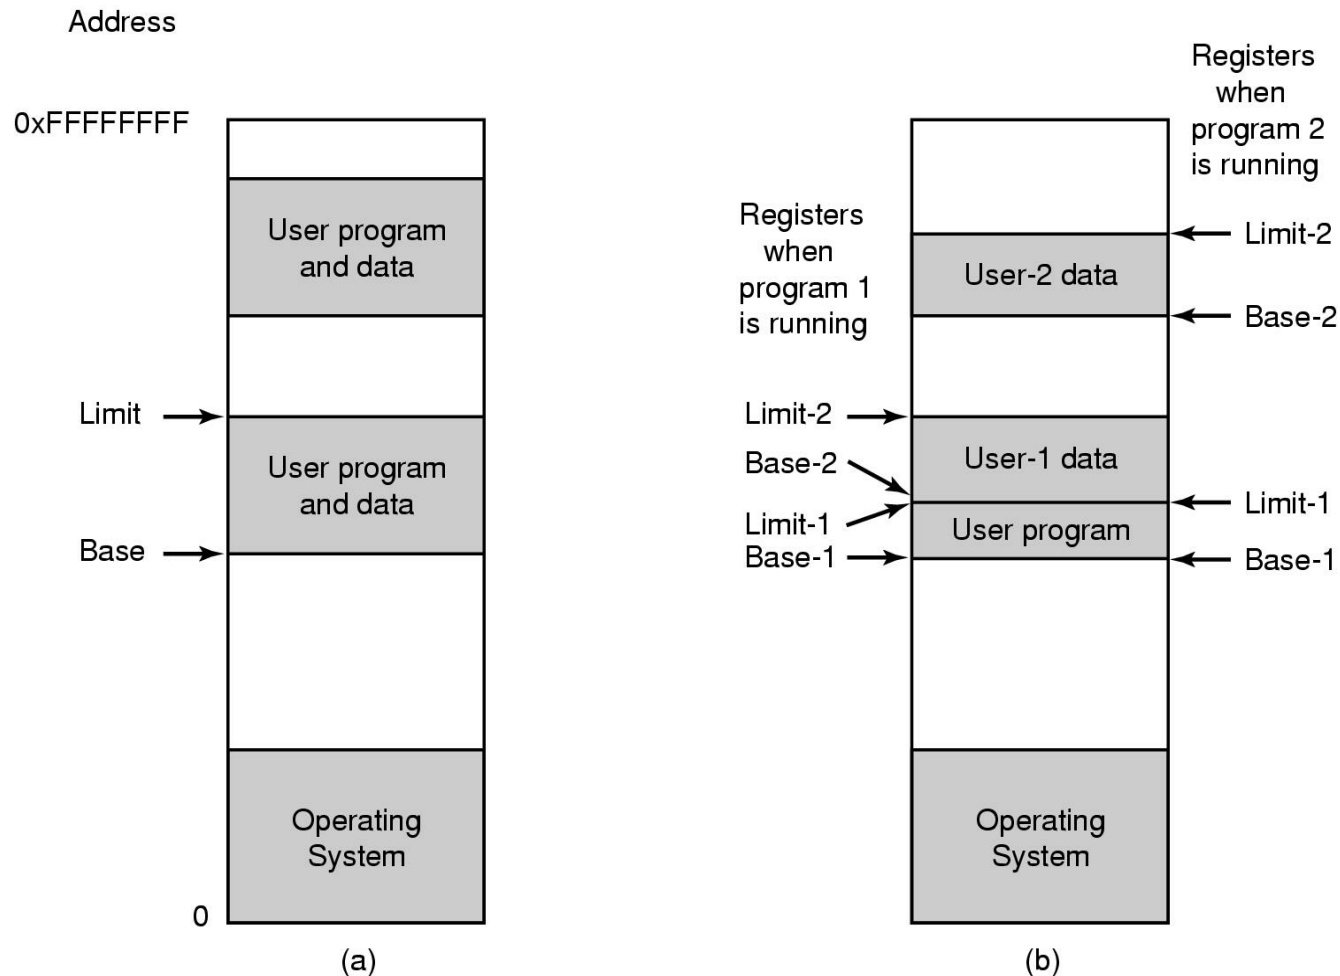 Address
0xFFFFFFFF
User program
and data
Limit
User program
and data
Base
Operating
System
0
(a)
Registers
when
program 2
is running
Registers
when
program 1
is running
Limit-2
User-2 data
Base-2
Limit-2
User-1 data
Base-2
Limit-1
Limit-1
User program
Base-1
Base-1
Operating
System
(b)